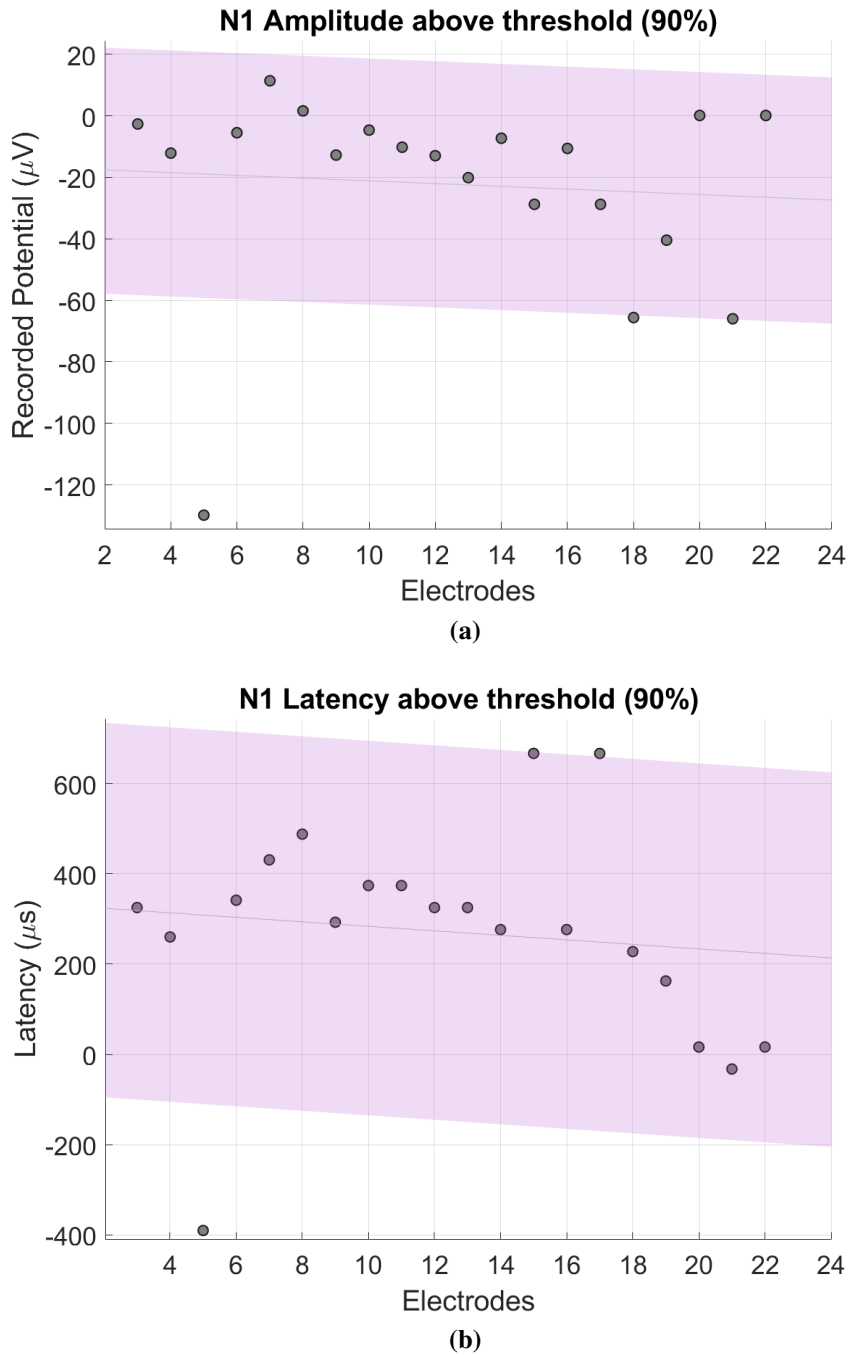 N1 Amplitude above threshold (90%)
20
0
-20
-40
-60
-80
-100
-120
Recorded Potential (μV)
2 4 6 8 10 12 14 16 18 20 22 24
Electrodes
(a)
N1 Latency above threshold (90%)
600
400
200
0
-200
-400
Latency (μs)
4 6 8 10 12 14 16 18 20 22 24
Electrodes
(b)